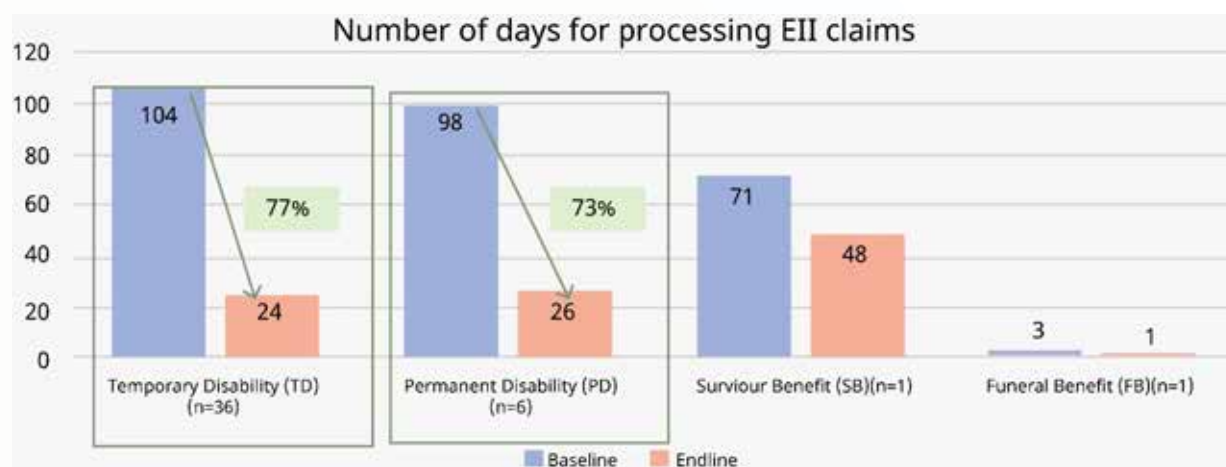 Number of days for processing EII claims
120
100
80
60
40
20
0
104
77%
24
98
73%
26
71
48
3
1
Temporary Disability (TD)
(n=36)
Permanent Disability (PD)
(n=6)
Surviour Benefit (SB)(n=1)
Funeral Benefit (FB)(n=1)
Baseline
Endline